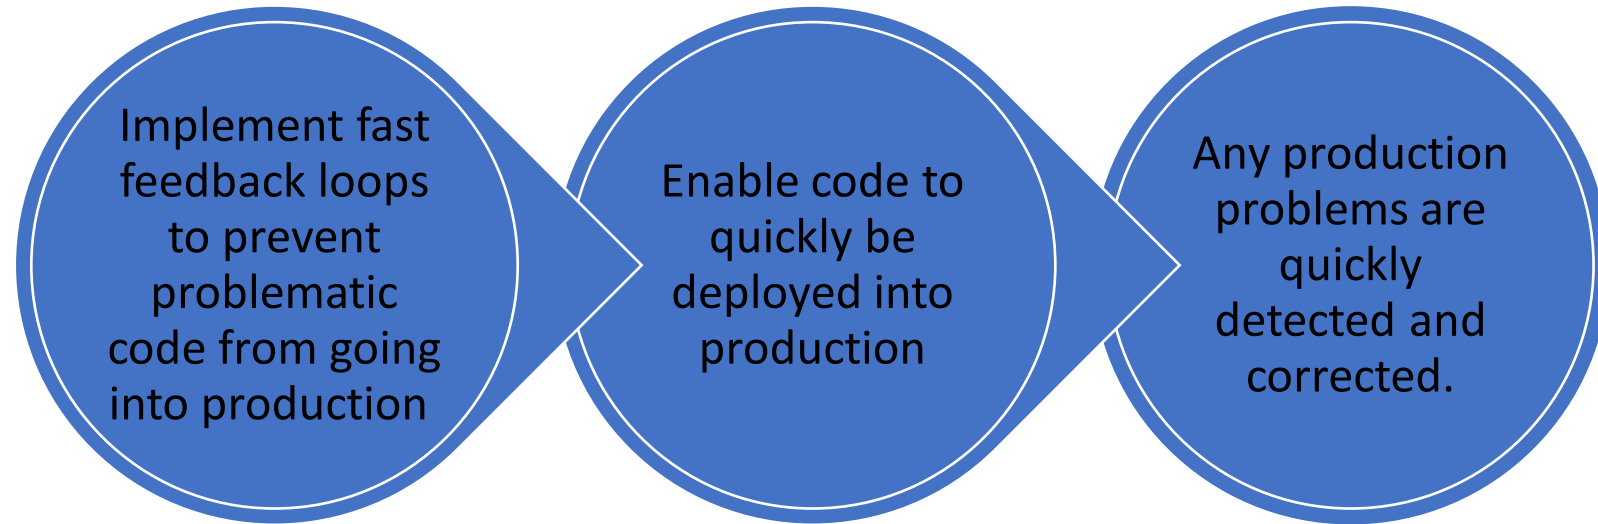 Implement fast
feedback loops
to prevent
problematic
code from going
into production
Enable code to
quickly be
deployed into
production
Any production
problems are
quickly
detected and
corrected.